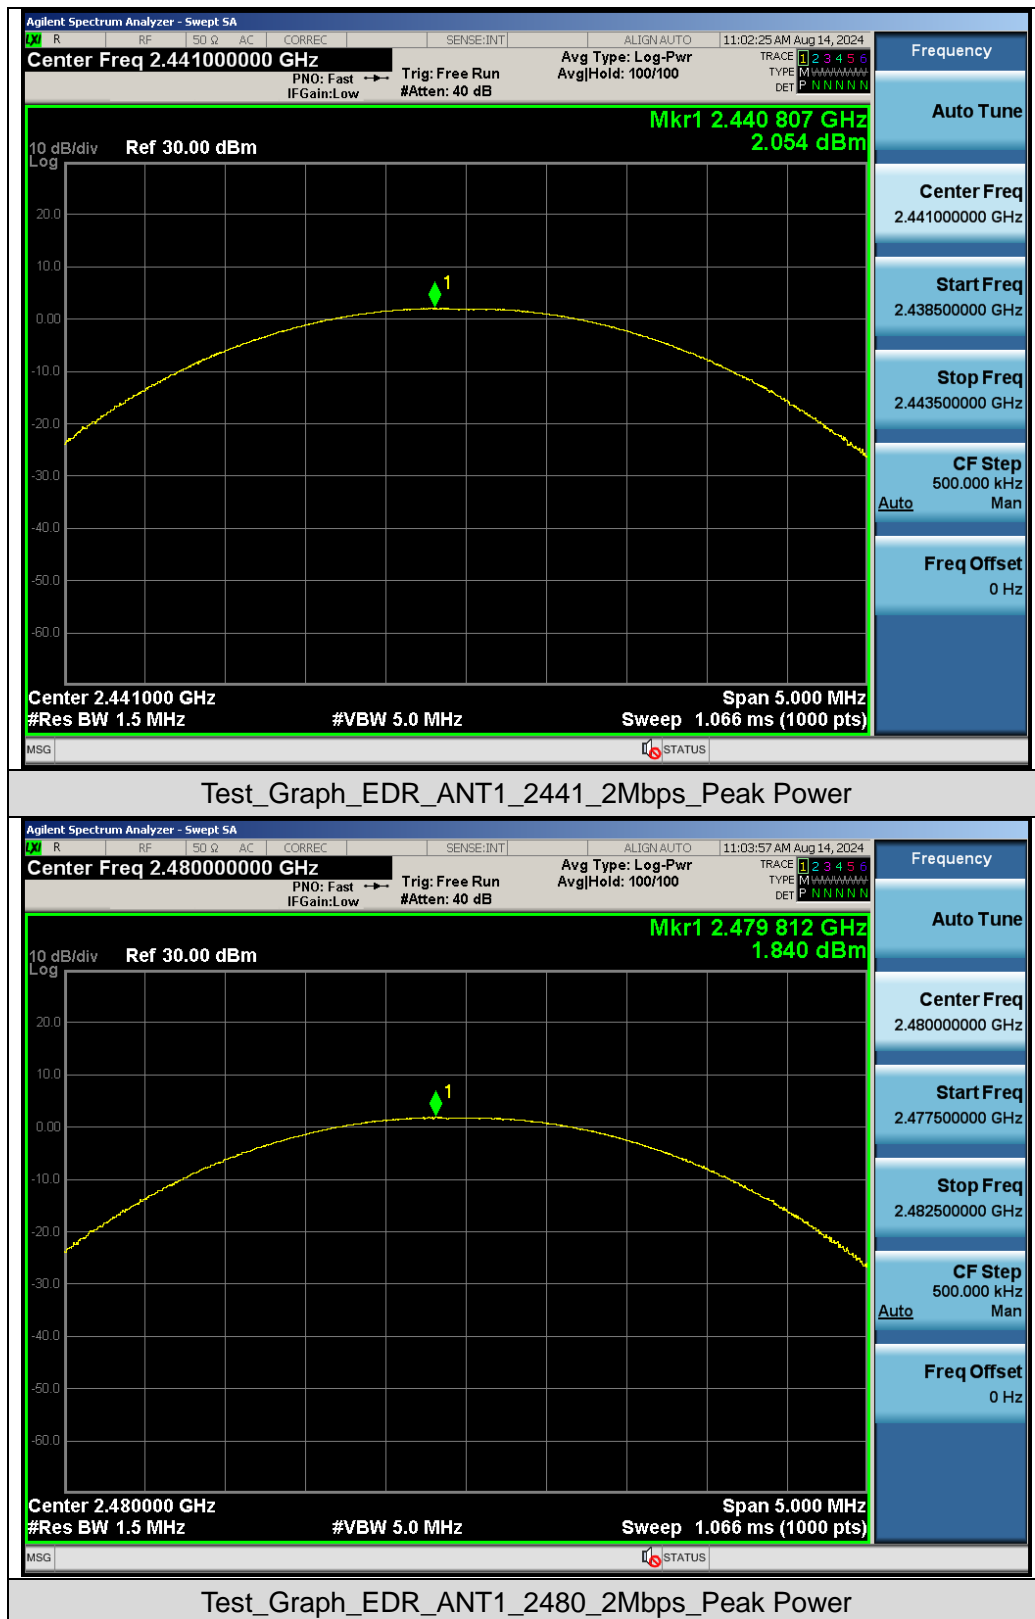 Agilent Spectrum Analyzer - Swept SA
LXI R RF 50 Ω AC CORREC SENSE:INT ALIGN AUTO 11:02:25 AM Aug 14, 2024
Center Freq 2.441000000 GHz
PNO: Fast
IFGain:Low
Trig: Free Run
#Atten: 40 dB
Avg Type: Log-Pwr
Avg|Hold: 100/100
TRACE 1 2 3 4 5 6
TYPE M WWWWW
DET P N N N N N
Mkr1 2.440 807 GHz
2.054 dBm
10 dB/div Ref 30.00 dBm
Log
20.0
10.0
0.00
-10.0
-20.0
-30.0
-40.0
-50.0
-60.0
1
Center 2.441000 GHz Span 5.000 MHz
#Res BW 1.5 MHz #VBW 5.0 MHz Sweep 1.066 ms (1000 pts)
MSG STATUS
Frequency
Auto Tune
Center Freq
2.441000000 GHz
Start Freq
2.438500000 GHz
Stop Freq
2.443500000 GHz
CF Step
500.000 kHz
Auto Man
Freq Offset
0 Hz
Test_Graph_EDR_ANT1_2441_2Mbps_Peak Power
Agilent Spectrum Analyzer - Swept SA
LXI R RF 50 Ω AC CORREC SENSE:INT ALIGN AUTO 11:03:57 AM Aug 14, 2024
Center Freq 2.480000000 GHz
PNO: Fast
IFGain:Low
Trig: Free Run
#Atten: 40 dB
Avg Type: Log-Pwr
Avg|Hold: 100/100
TRACE 1 2 3 4 5 6
TYPE M WWWWW
DET P N N N N N
Mkr1 2.479 812 GHz
1.840 dBm
10 dB/div Ref 30.00 dBm
Log
20.0
10.0
0.00
-10.0
-20.0
-30.0
-40.0
-50.0
-60.0
1
Center 2.480000 GHz Span 5.000 MHz
#Res BW 1.5 MHz #VBW 5.0 MHz Sweep 1.066 ms (1000 pts)
MSG STATUS
Frequency
Auto Tune
Center Freq
2.480000000 GHz
Start Freq
2.477500000 GHz
Stop Freq
2.482500000 GHz
CF Step
500.000 kHz
Auto Man
Freq Offset
0 Hz
Test_Graph_EDR_ANT1_2480_2Mbps_Peak Power